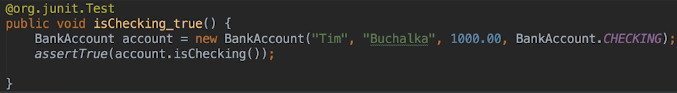 @org.junit.Test
public void isChecking_true() {
BankAccount account = new BankAccount("Tim", "Buchalka", 1000.00, BankAccount.CHECKING);
assertTrue(account.isChecking());
}